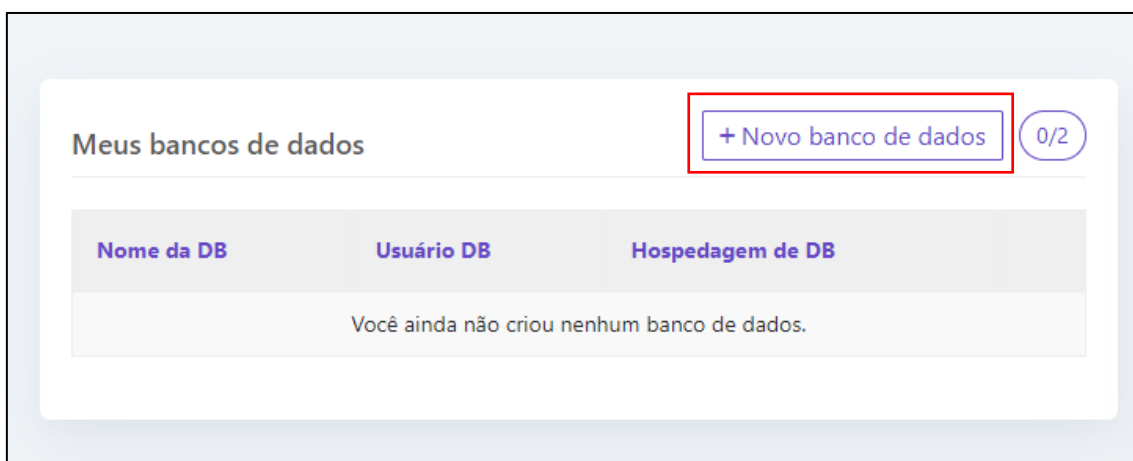 Meus bancos de dados
+ Novo banco de dados
0/2
Nome da DB
Usuário DB
Hospedagem de DB
Você ainda não criou nenhum banco de dados.